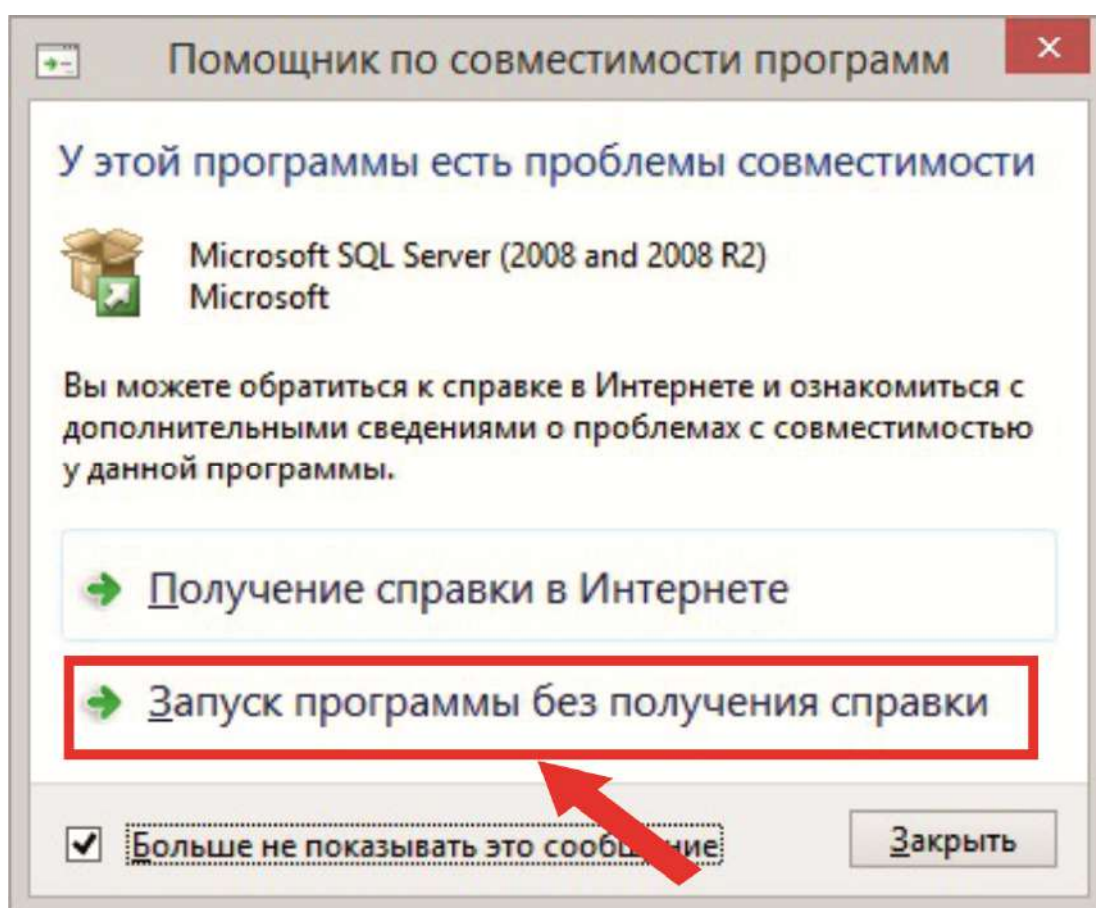 Помощник по совместимости программ
У этой программы есть проблемы совместимости
Microsoft SQL Server (2008 and 2008 R2)
Microsoft
Вы можете обратиться к справке в Интернете и ознакомиться с
дополнительными сведениями о проблемах с совместимостью
у данной программы.
Получение справки в Интернете
Запуск программы без получения справки
Больше не показывать это
Закрыть